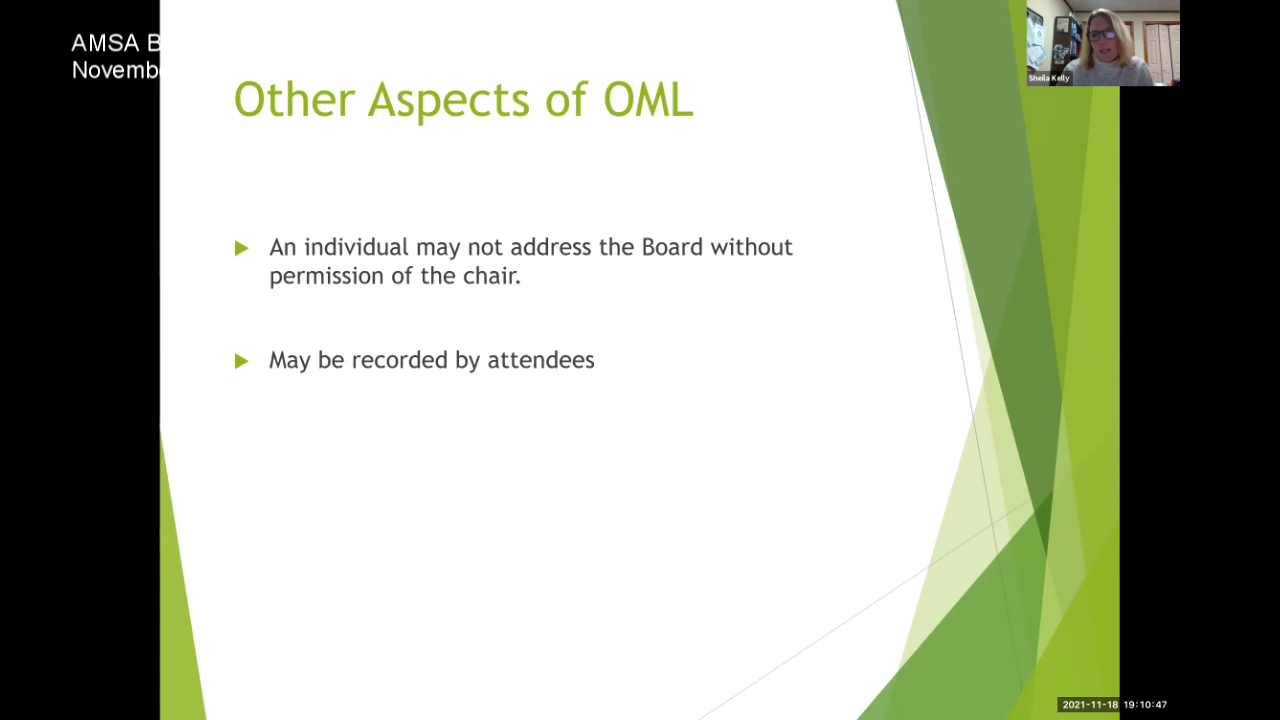 AMSA B
Novembe
Sheila Kelly
Other Aspects of OML
An individual may not address the Board without
permission of the chair.
May be recorded by attendees
2021-11-18 19:10:47